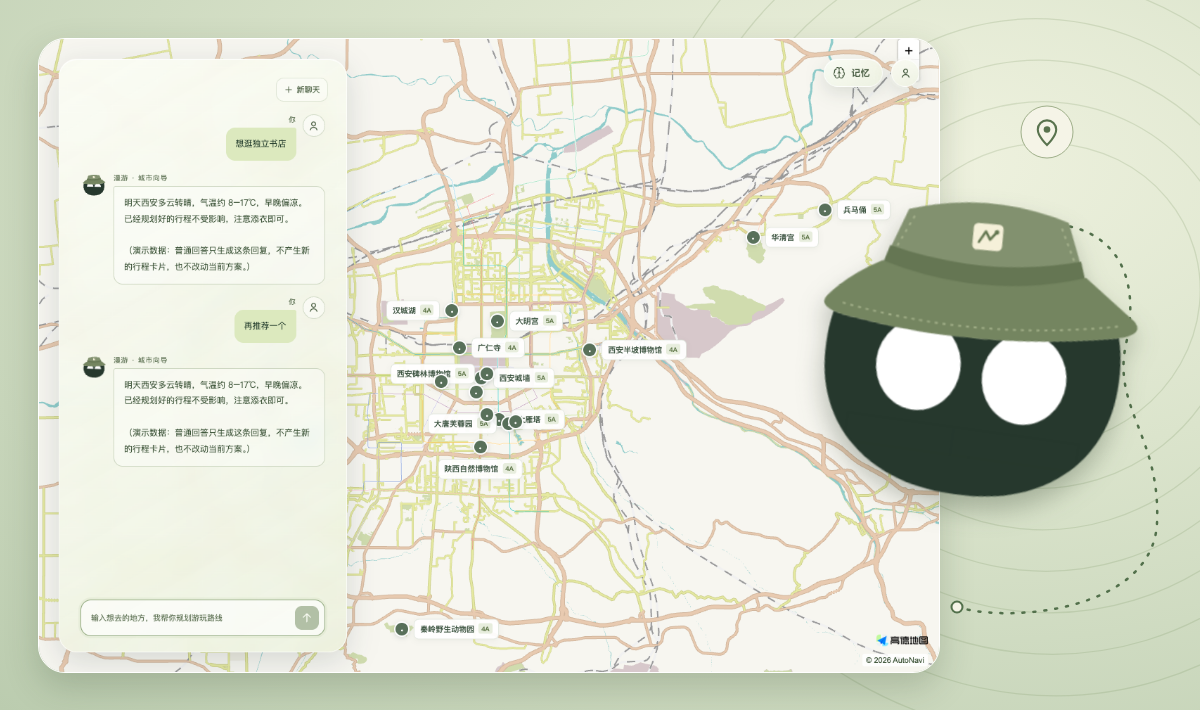 + 新聊天
你
想逛独立书店
漫游 · 城市向导
明天西安多云转晴，气温约 8–17℃，早晚偏凉。
已经规划好的行程不受影响，注意添衣即可。
（演示数据：普通回答只生成这条回复，不产生新
的行程卡片，也不改动当前方案。）
你
再推荐一个
漫游 · 城市向导
明天西安多云转晴，气温约 8–17℃，早晚偏凉。
已经规划好的行程不受影响，注意添衣即可。
（演示数据：普通回答只生成这条回复，不产生新
的行程卡片，也不改动当前方案。）
输入想去的地方，我帮你规划游玩路线
+
记忆
兵马俑 5A
华清宫 5A
汉城湖 4A
大明宫 5A
广仁寺 4A
西安半坡博物馆 4A
西安碑林博物馆 5A
西安城墙 5A
大唐芙蓉园 5A
雁塔 5A
陕西自然博物馆 4A
秦岭野生动物园 4A
高德地图
© 2026 AutoNavi